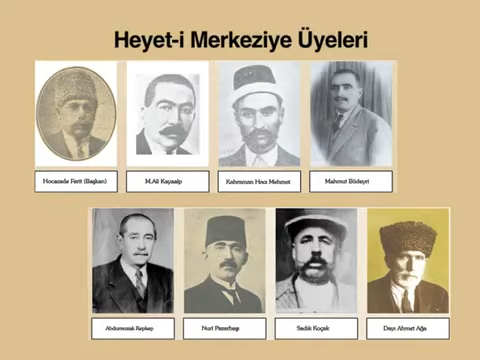 Heyet-i Merkeziye Üyeleri
Hocazade Ferit (Başkan)
M.Ali Kayaalp
Kahraman Hacı Mehmet
Mahmut Büdeyri
Abdurrezzak Kepkep
Nuri Pazarbaşı
Sadık Koçak
Dayı Ahmet Ağa